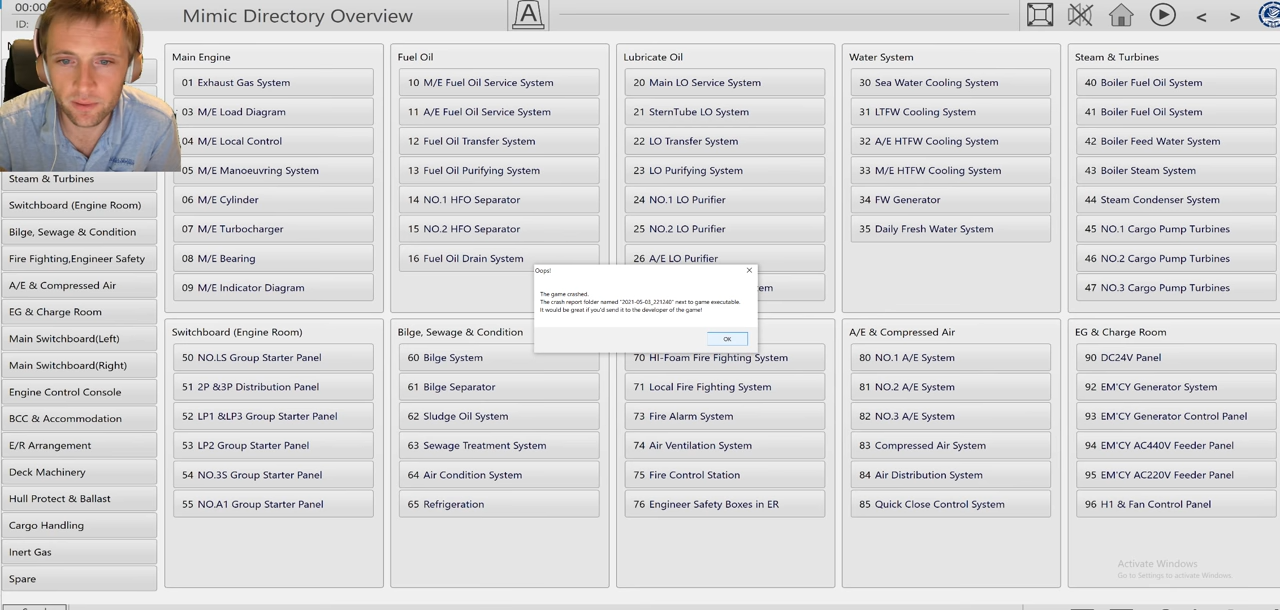 00:00
ID:
Mimic Directory Overview
A
<
>
Main Engine
01 Exhaust Gas System
03 M/E Load Diagram
04 M/E Local Control
05 M/E Manoeuvring System
06 M/E Cylinder
07 M/E Turbocharger
08 M/E Bearing
09 M/E Indicator Diagram
Fuel Oil
10 M/E Fuel Oil Service System
11 A/E Fuel Oil Service System
12 Fuel Oil Transfer System
13 Fuel Oil Purifying System
14 NO.1 HFO Separator
15 NO.2 HFO Separator
16 Fuel Oil Drain System
Lubricate Oil
20 Main LO Service System
21 SternTube LO System
22 LO Transfer System
23 LO Purifying System
24 NO.1 LO Purifier
25 NO.2 LO Purifier
26 A/E LO Purifier
Water System
30 Sea Water Cooling System
31 LTFW Cooling System
32 A/E HTFW Cooling System
33 M/E HTFW Cooling System
34 FW Generator
35 Daily Fresh Water System
Steam & Turbines
40 Boiler Fuel Oil System
41 Boiler Fuel Oil System
42 Boiler Feed Water System
43 Boiler Steam System
44 Steam Condenser System
45 NO.1 Cargo Pump Turbines
46 NO.2 Cargo Pump Turbines
47 NO.3 Cargo Pump Turbines
Steam & Turbines
Switchboard (Engine Room)
Bilge, Sewage & Condition
Fire Fighting,Engineer Safety
A/E & Compressed Air
EG & Charge Room
Main Switchboard(Left)
Main Switchboard(Right)
Engine Control Console
BCC & Accommodation
E/R Arrangement
Deck Machinery
Hull Protect & Ballast
Cargo Handling
Inert Gas
Spare
Oops!
The game crashed.
The crash report folder named "2021-05-03_221240" next to game executable.
It would be great if you'd send it to the developer of the game!
OK
Switchboard (Engine Room)
50 NO.LS Group Starter Panel
51 2P &3P Distribution Panel
52 LP1 &LP3 Group Starter Panel
53 LP2 Group Starter Panel
54 NO.3S Group Starter Panel
55 NO.A1 Group Starter Panel
Bilge, Sewage & Condition
60 Bilge System
61 Bilge Separator
62 Sludge Oil System
63 Sewage Treatment System
64 Air Condition System
65 Refrigeration
70 HI-Foam Fire Fighting System
71 Local Fire Fighting System
73 Fire Alarm System
74 Air Ventilation System
75 Fire Control Station
76 Engineer Safety Boxes in ER
A/E & Compressed Air
80 NO.1 A/E System
81 NO.2 A/E System
82 NO.3 A/E System
83 Compressed Air System
84 Air Distribution System
85 Quick Close Control System
EG & Charge Room
90 DC24V Panel
92 EM'CY Generator System
93 EM'CY Generator Control Panel
94 EM'CY AC440V Feeder Panel
95 EM'CY AC220V Feeder Panel
96 H1 & Fan Control Panel
Activate Windows
Go to Settings to activate Windows.